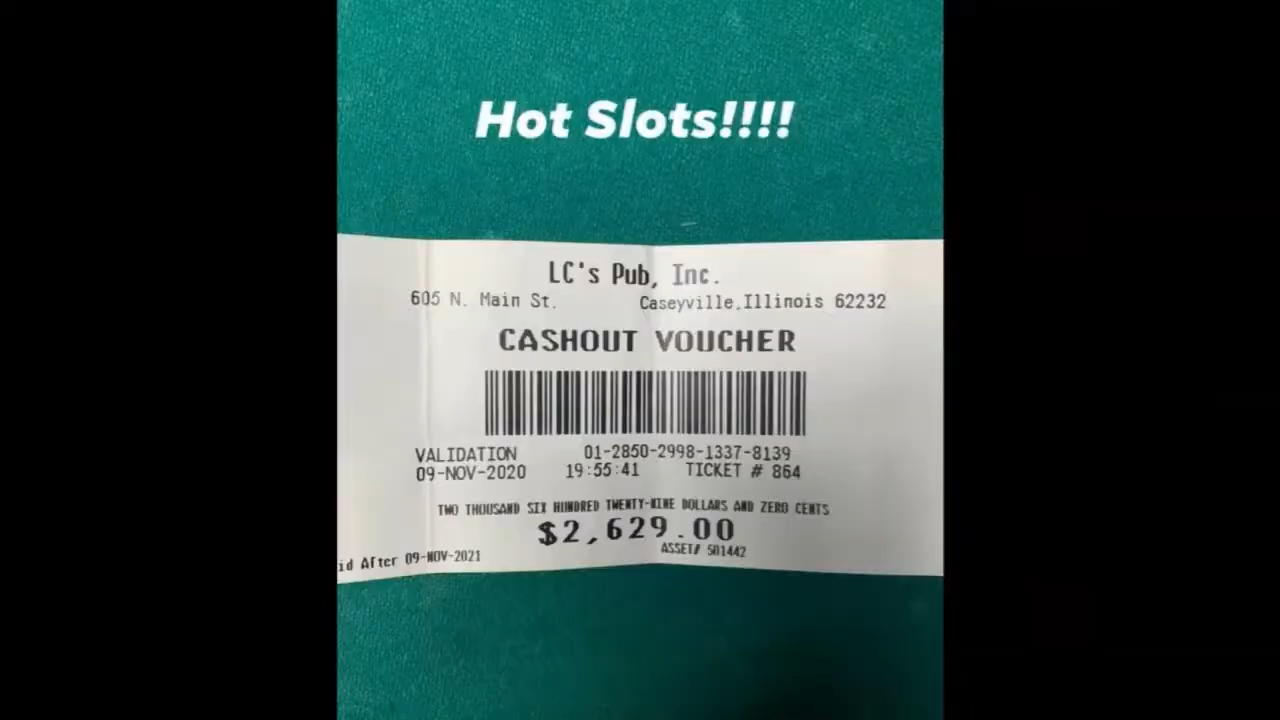 Hot Slots!!!!
LC's Pub, Inc.
605 N. Main St. Caseyville,Illinois 62232
CASHOUT VOUCHER
VALIDATION 01-2850-2998-1337-8139
09-NOV-2020 19:55:41 TICKET # 864
TWO THOUSAND SIX HUNDRED TWENTY-NINE DOLLARS AND ZERO CENTS
$2,629.00
id After 09-NOV-2021 ASSET# 501442